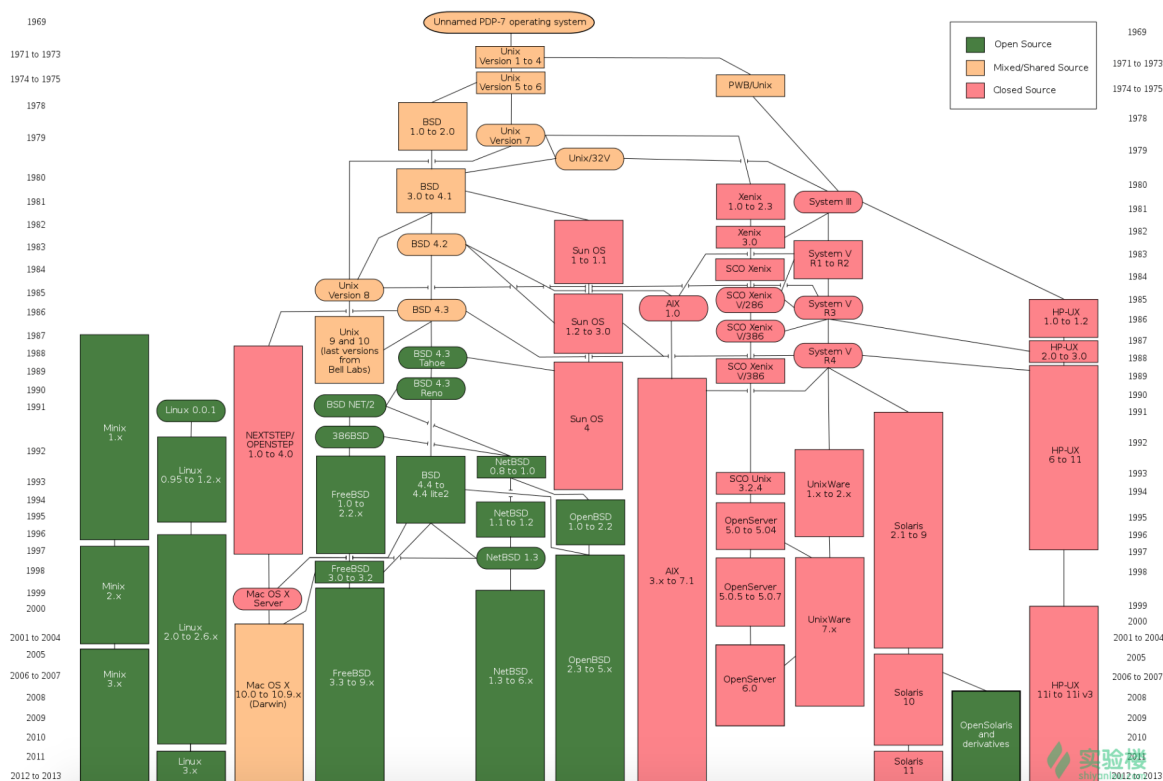 Unnamed PDP-7 operating system
1969
1969
Open Source
Mixed/Shared Source
Closed Source
1971 to 1973
Unix
Version 1 to 4
1971 to 1973
1974 to 1975
Unix
Version 5 to 6
PWB/Unix
1974 to 1975
1978
BSD
1.0 to 2.0
1978
1979
Unix
Version 7
Unix/32V
1979
1980
BSD
3.0 to 4.1
Xenix
1.0 to 2.3
System III
1980
1981
1981
1982
Sun OS
1 to 1.1
Xenix
3.0
1982
1983
BSD 4.2
System V
R1 to R2
1983
1984
SCO Xenix
1984
1985
Unix
Version 8
SCO Xenix
V/286
1985
1986
BSD 4.3
Sun OS
1.2 to 3.0
AIX
1.0
System V
R3
HP-UX
1.0 to 1.2
1986
1987
Unix
9 and 10
(last versions
from
Bell Labs)
SCO Xenix
V/386
1987
1988
BSD 4.3
Tahoe
System V
R4
HP-UX
2.0 to 3.0
1988
1989
SCO Xenix
V/386
1989
1990
BSD 4.3
Reno
1990
1991
Linux 0.0.1
BSD NET/2
Sun OS
4
1991
Minix
1.x
NEXTSTEP/
OPENSTEP
1.0 to 4.0
386BSD
1992
1992
Linux
0.95 to 1.2.x
NetBSD
0.8 to 1.0
HP-UX
6 to 11
1993
BSD
4.4 to
4.4 lite2
SCO Unix
3.2.4
UnixWare
1.x to 2.x
1993
1994
FreeBSD
1.0 to
2.2.x
1994
1995
NetBSD
1.1 to 1.2
OpenBSD
1.0 to 2.2
OpenServer
5.0 to 5.04
Solaris
2.1 to 9
1995
1996
1996
1997
NetBSD 1.3
1997
1998
FreeBSD
3.0 to 3.2
AIX
3.x to 7.1
1998
Minix
2.x
1999
Mac OS X
Server
OpenServer
5.0.5 to 5.0.7
1999
2000
2000
2001 to 2004
Linux
2.0 to 2.6.x
UnixWare
7.x
2001 to 2004
2005
2005
2006 to 2007
Minix
3.x
Mac OS X
10.0 to 10.9.x
(Darwin)
FreeBSD
3.3 to 9.x
NetBSD
1.3 to 6.x
OpenBSD
2.3 to 5.x
OpenServer
6.0
Solaris
10
HP-UX
11i to 11i v3
2006 to 2007
2008
2008
2009
OpenSolaris
and
derivatives
2009
2010
2010
2011
Linux
3.x
Solaris
11
2011
实验楼
2012 to 2013
2012 to 2013